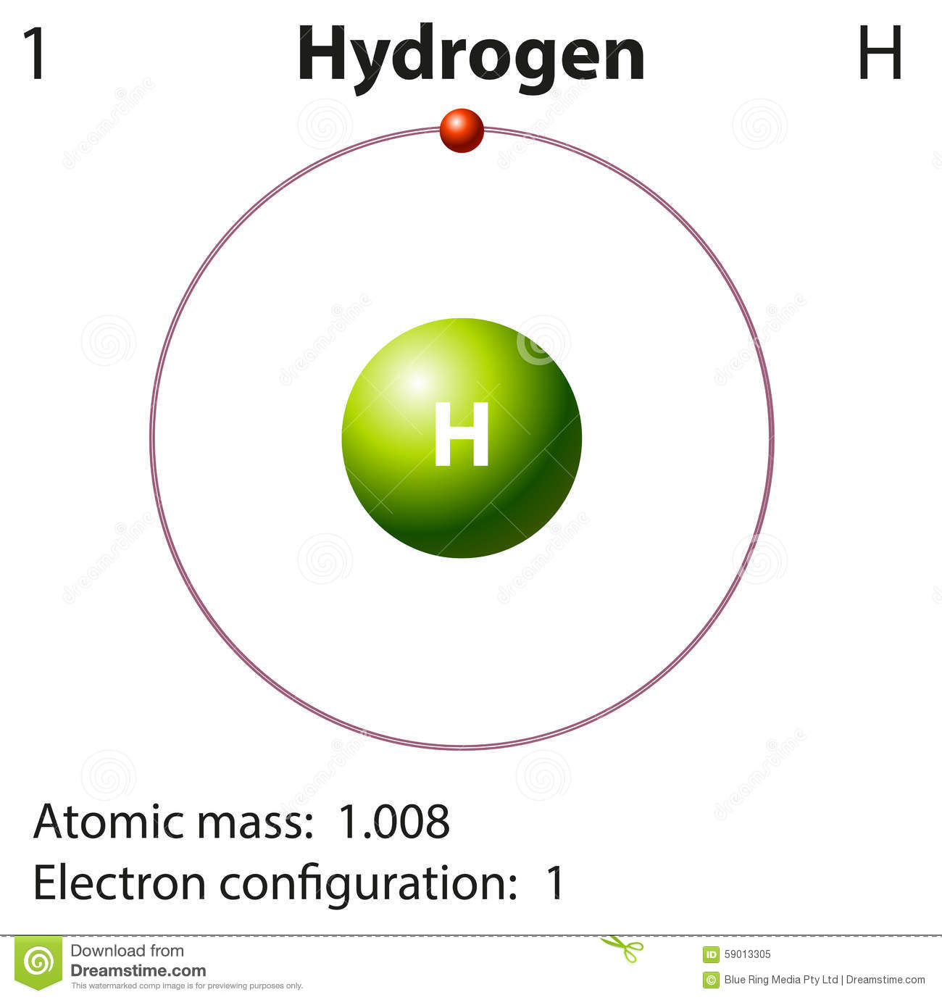 1 Hydrogen H
H
Atomic mass: 1.008
Electron configuration: 1
Download from
Dreamstime.com
This watermarked comp image is for previewing purposes only.
ID 59013305
© Blue Ring Media Pty Ltd | Dreamstime.com
dreamstime